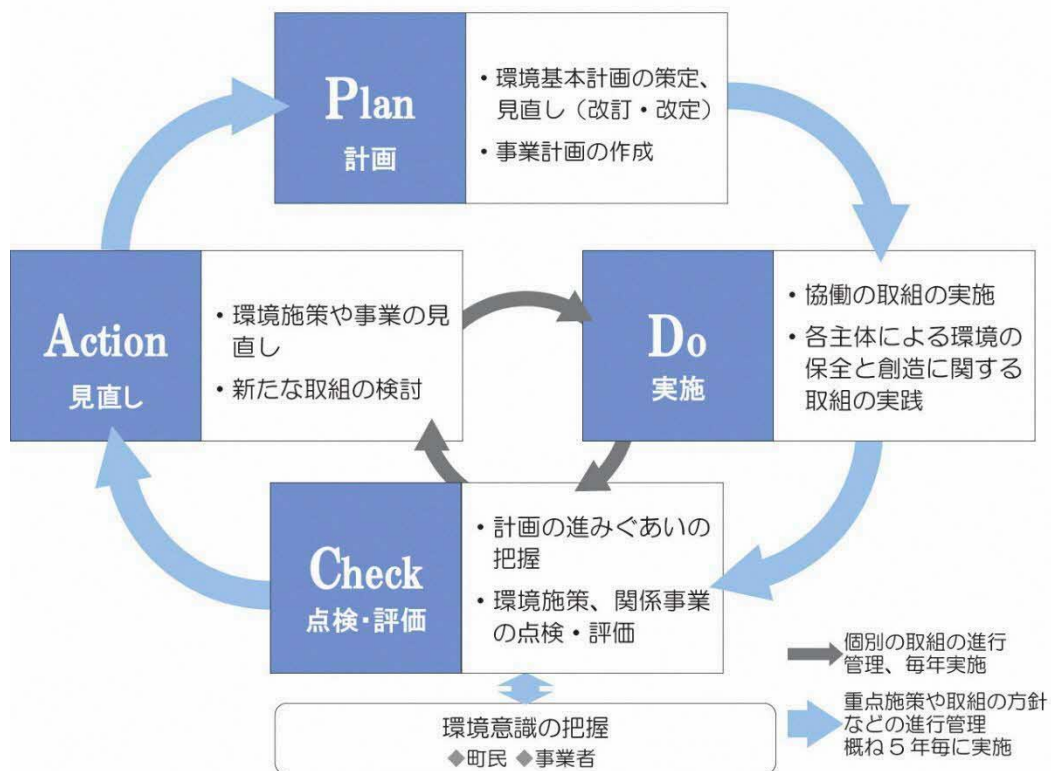 Plan
計画
・環境基本計画の策定、
見直し（改訂・改定）
・事業計画の作成
Action
見直し
・環境施策や事業の見
直し
・新たな取組の検討
Do
実施
・協働の取組の実施
・各主体による環境の
保全と創造に関する
取組の実践
Check
点検・評価
・計画の進みぐあいの
把握
・環境施策、関係事業
の点検・評価
個別の取組の進行
管理、毎年実施
重点施策や取組の方針
などの進行管理
概ね５年毎に実施
環境意識の把握
◆町民 ◆事業者